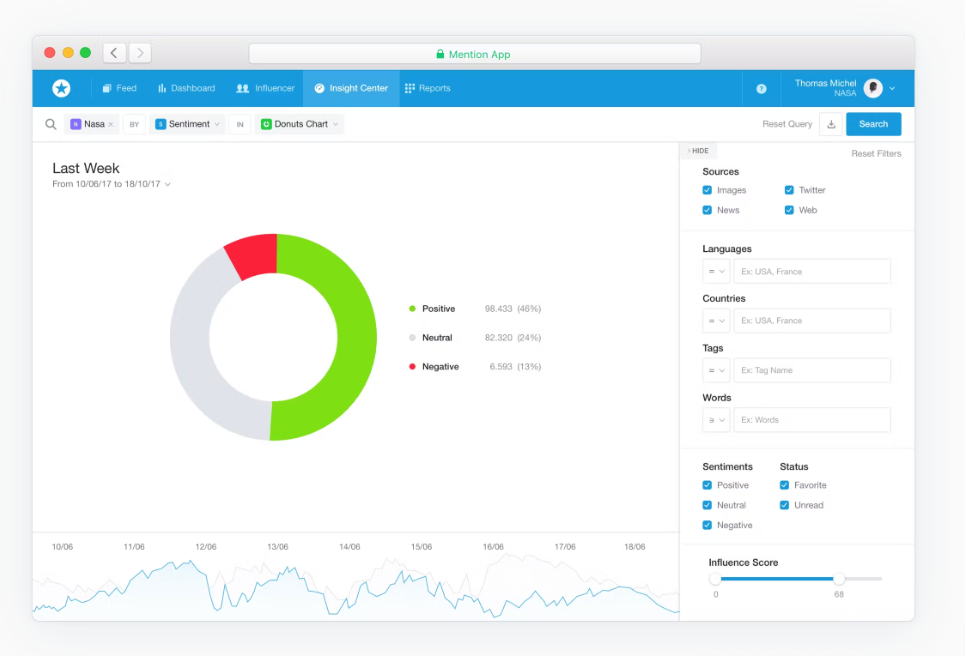 Mention App
Feed Dashboard Influencer Insight Center Reports ? Thomas Michel
NASA
N Nasa × BY S Sentiment IN Donuts Chart Reset Query Search
HIDE Reset Filters
Last Week
From 10/06/17 to 18/10/17
Positive 98.433 (46%)
Neutral 82.320 (24%)
Negative 6.593 (13%)
Sources
Images Twitter
News Web
Languages
= Ex: USA, France
Countries
= Ex: USA, France
Tags
= Ex: Tag Name
Words
Ex: Words
Sentiments Status
Positive Favorite
Neutral Unread
Negative
Influence Score
0 68
10/06 11/06 12/06 13/06 14/06 15/06 16/06 17/06 18/06